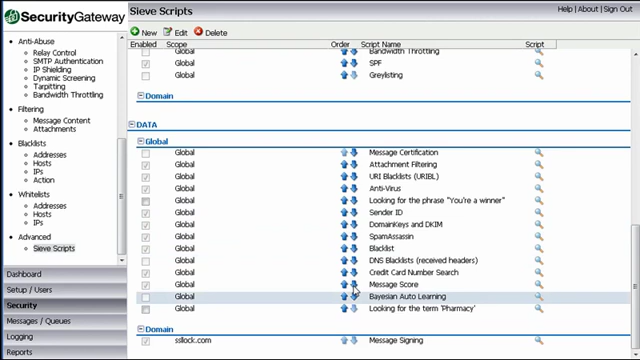 SecurityGateway
Sieve Scripts
Help | About | Sign Out
New Edit Delete
Enabled Scope Order Script Name Script
Anti-Abuse
Relay Control
SMTP Authentication
IP Shielding
Dynamic Screening
Tarpitting
Bandwidth Throttling
Filtering
Message Content
Attachments
Blacklists
Addresses
Hosts
IPs
Action
Whitelists
Addresses
Hosts
IPs
Advanced
Sieve Scripts
Dashboard
Setup / Users
Security
Messages / Queues
Logging
Reports
Global Bandwidth Throttling
Global SPF
Global Greylisting
Domain
DATA
Global
Global Message Certification
Global Attachment Filtering
Global URI Blacklists (URIBL)
Global Anti-Virus
Global Looking for the phrase "You're a winner"
Global Sender ID
Global DomainKeys and DKIM
Global SpamAssassin
Global Blacklist
Global DNS Blacklists (received headers)
Global Credit Card Number Search
Global Message Score
Global Bayesian Auto Learning
Global Looking for the term 'Pharmacy'
Domain
ssllock.com Message Signing